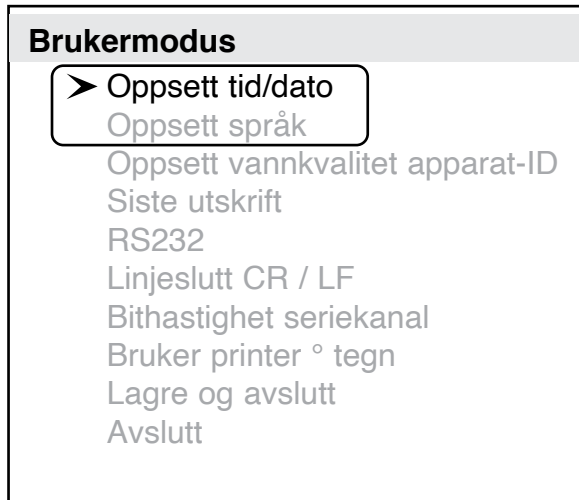 Brukermodus
➤ Oppsett tid/dato
Oppsett språk
Oppsett vannkvalitet apparat-ID
Siste utskrift
RS232
Linjeslutt CR / LF
Bithastighet seriekanal
Bruker printer ° tegn
Lagre og avslutt
Avslutt